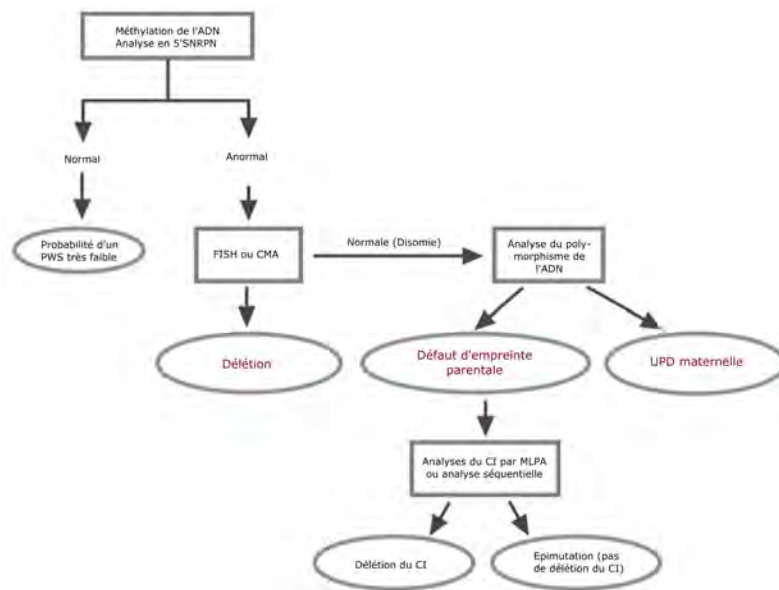 Méthylation de l'ADN
Analyse en 5'SNRPN
Normal
Anormal
Probabilité d'un
PWS très faible
FISH ou CMA
Normale (Disomie)
Analyse du poly-
morphisme de
l'ADN
Délétion
Défaut d'empreinte
parentale
UPD maternelle
Analyses du CI par MLPA
ou analyse séquentielle
Délétion du CI
Epimutation (pas
de délétion du CI)